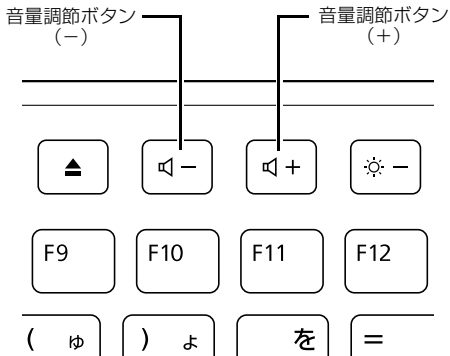 音量調節ボタン
(－)
音量調節ボタン
(＋)
－ ＋ －
F9 F10 F11 F12
( ゅ ) ょ を =